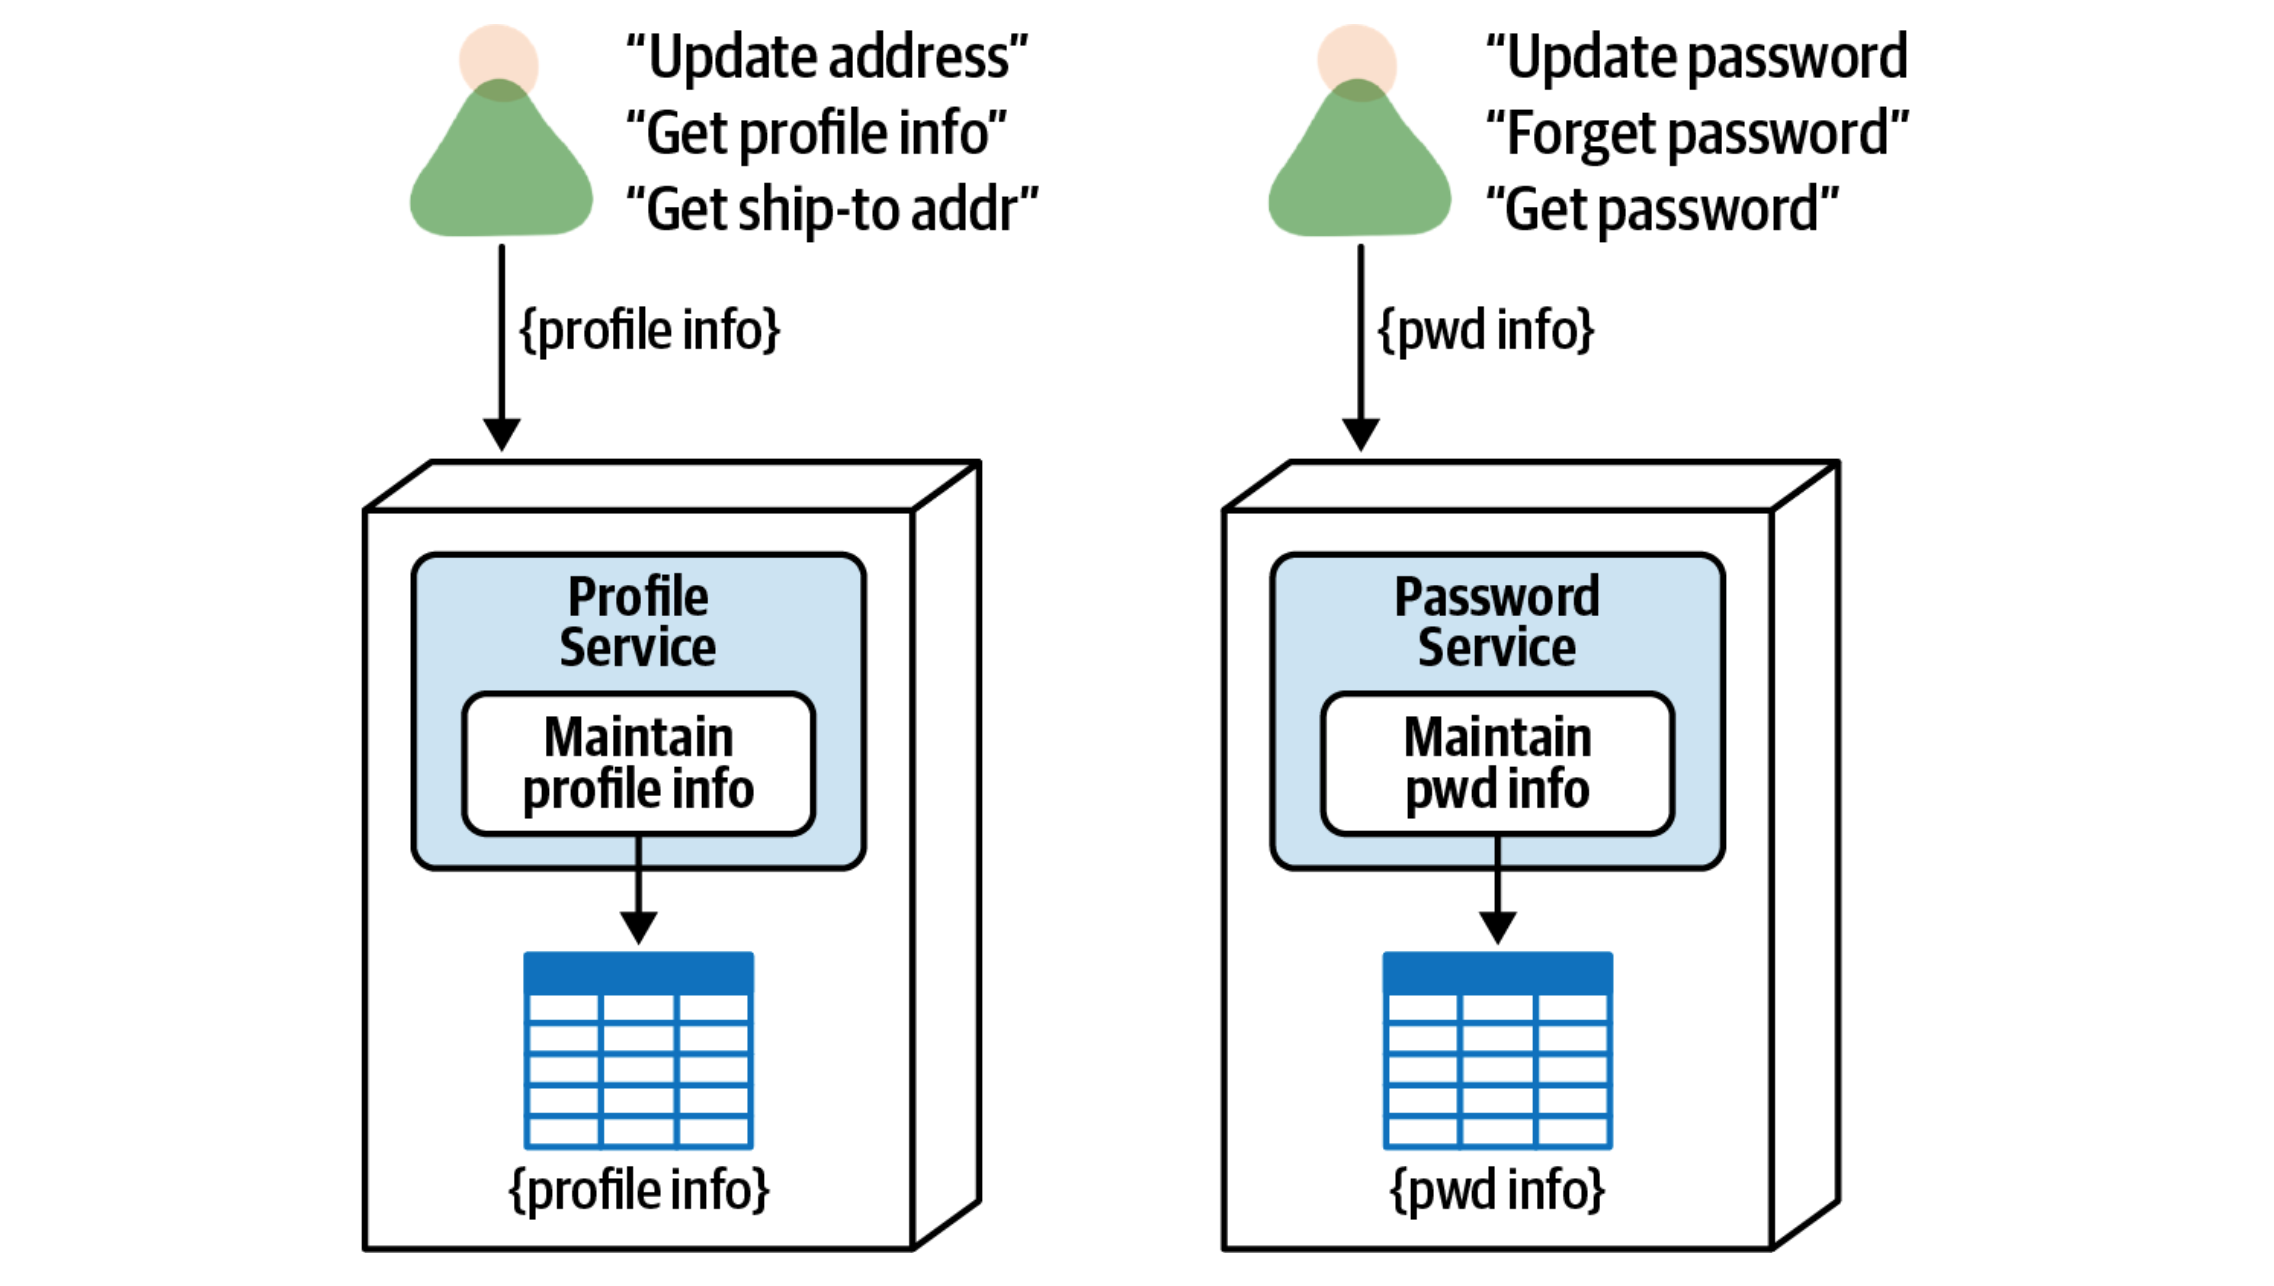 “Update address”
“Get profile info”
“Get ship-to addr”
{profile info}
Profile
Service
Maintain
profile info
{profile info}
“Update password
“Forget password”
“Get password”
{pwd info}
Password
Service
Maintain
pwd info
{pwd info}